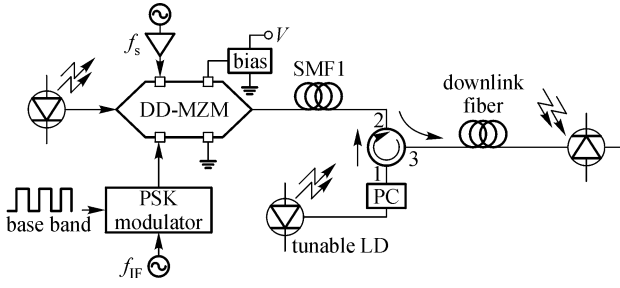 f_s
V
bias
SMF1
DD-MZM
downlink
fiber
2
3
1
PC
PSK
modulator
base band
tunable LD
f_IF